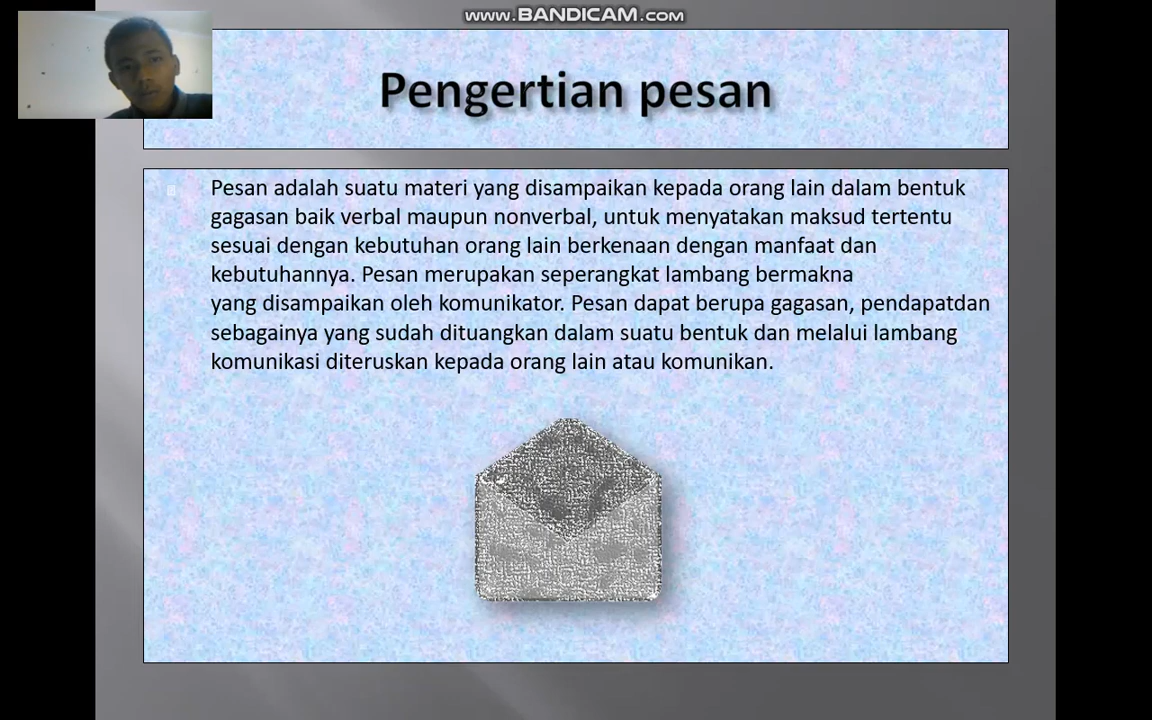 www.BANDICAM.com
Pengertian pesan
Pesan adalah suatu materi yang disampaikan kepada orang lain dalam bentuk
gagasan baik verbal maupun nonverbal, untuk menyatakan maksud tertentu
sesuai dengan kebutuhan orang lain berkenaan dengan manfaat dan
kebutuhannya. Pesan merupakan seperangkat lambang bermakna
yang disampaikan oleh komunikator. Pesan dapat berupa gagasan, pendapatdan
sebagainya yang sudah dituangkan dalam suatu bentuk dan melalui lambang
komunikasi diteruskan kepada orang lain atau komunikan.